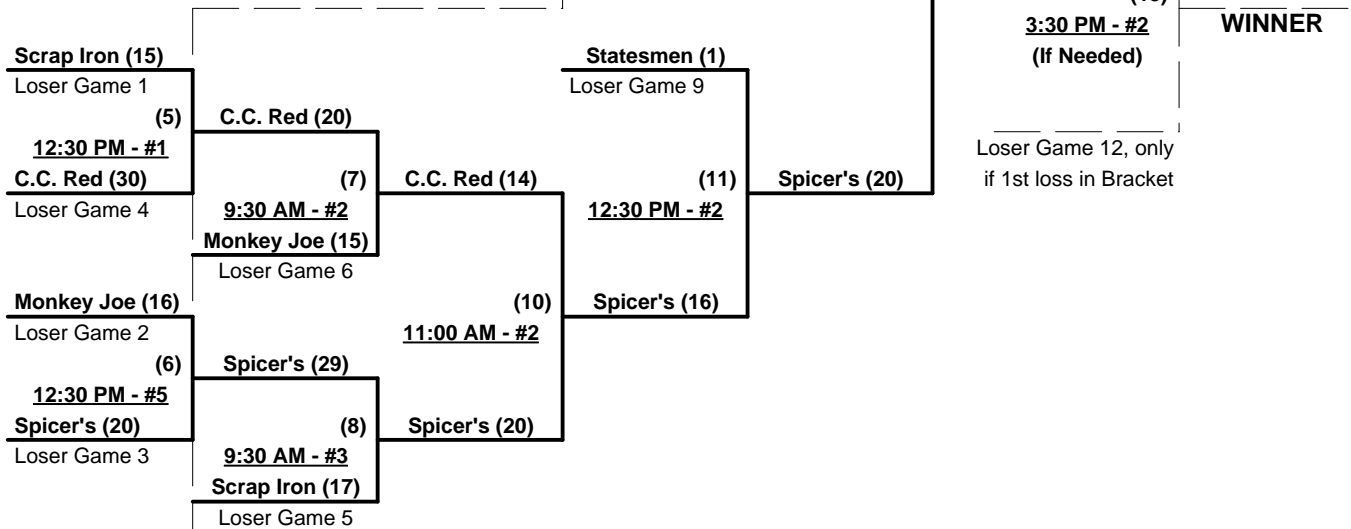 3:30 PM - #2
(If Needed)
WINNER
Loser Game 12, only
if 1st loss in Bracket
Scrap Iron (15)
Loser Game 1
(5)
12:30 PM - #1
C.C. Red (30)
Loser Game 4
C.C. Red (20)
(7)
9:30 AM - #2
Monkey Joe (15)
Loser Game 6
C.C. Red (14)
Monkey Joe (16)
Loser Game 2
(6)
12:30 PM - #5
Spicer's (20)
Loser Game 3
Spicer's (29)
(8)
9:30 AM - #3
Scrap Iron (17)
Loser Game 5
Spicer's (20)
(10)
11:00 AM - #2
Statesmen (1)
Loser Game 9
(11)
12:30 PM - #2
Spicer's (16)
Spicer's (20)